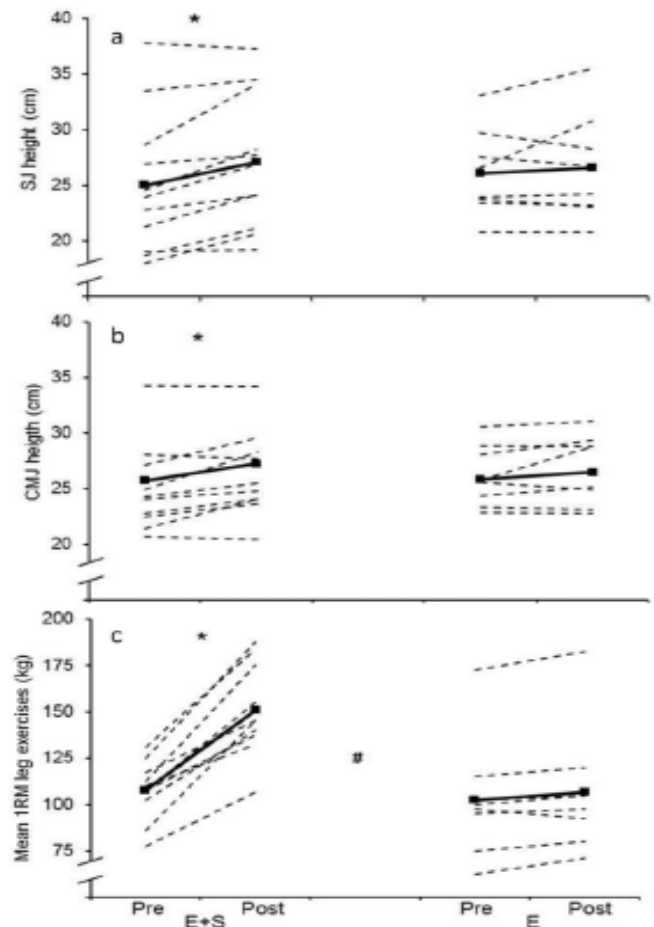 a
*
SJ height (cm)
40
35
30
25
20
b
*
CMJ heigth (cm)
40
35
30
25
20
c
*
#
Mean 1RM leg exercises (kg)
200
175
150
125
100
75
Pre Post Pre Post
E+S E